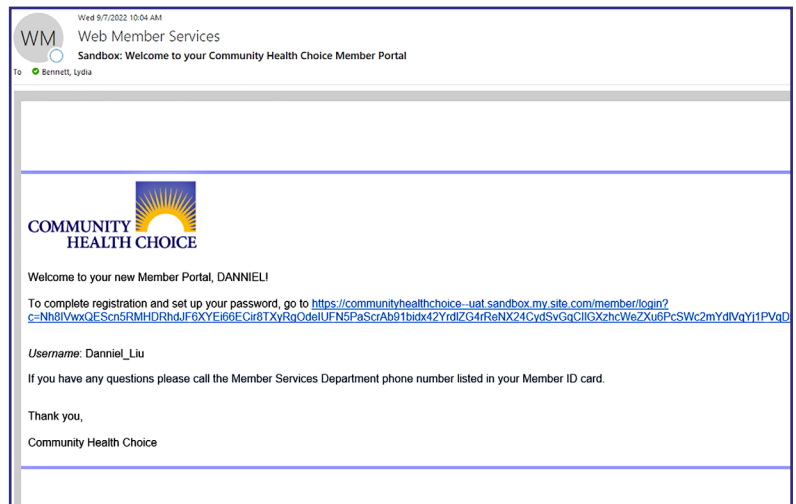 Wed 9/7/2022 10:04 AM
WM
Web Member Services
Sandbox: Welcome to your Community Health Choice Member Portal
To Bennett, Lydia
COMMUNITY
HEALTH CHOICE
Welcome to your new Member Portal, DANNIEL!
To complete registration and set up your password, go to https://communityhealthchoice--uat.sandbox.my.site.com/member/login?
c=Nh8IVwxQEScn5RMHDRhdJF6XYEi66ECir8TXyRgOdeIUFN5PaScrAb91bidx42YrdlZG4rReNX24CydSvGqCIIGXzhcWeZXu6PcSWc2mYdlVqYj1PVqD
Username: Danniel_Liu
If you have any questions please call the Member Services Department phone number listed in your Member ID card.
Thank you,
Community Health Choice